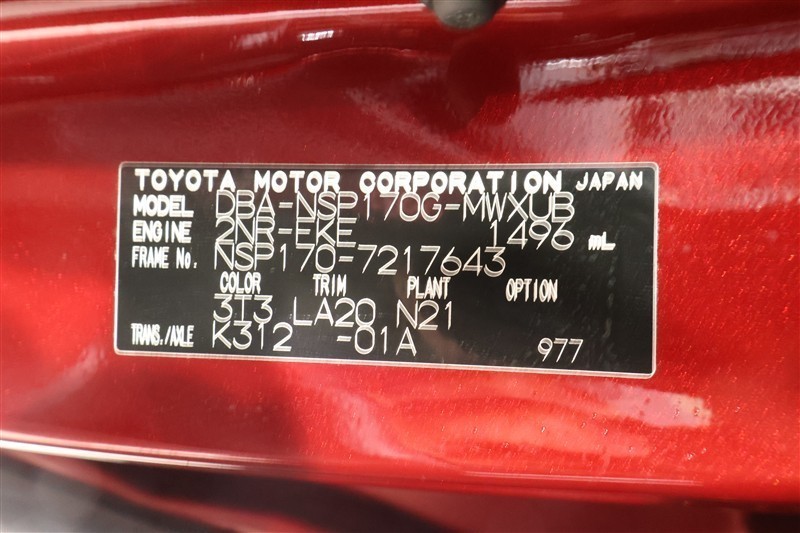 TOYOTA MOTOR CORPORATION JAPAN
MODEL DBA-NSP170G-MWXUB
ENGINE 2NR-FKE 1496 mL
FRAME No. NSP170-7217643
COLOR TRIM PLANT OPTION
3T3 LA20 N21
TRANS./AXLE K312 -01A 977